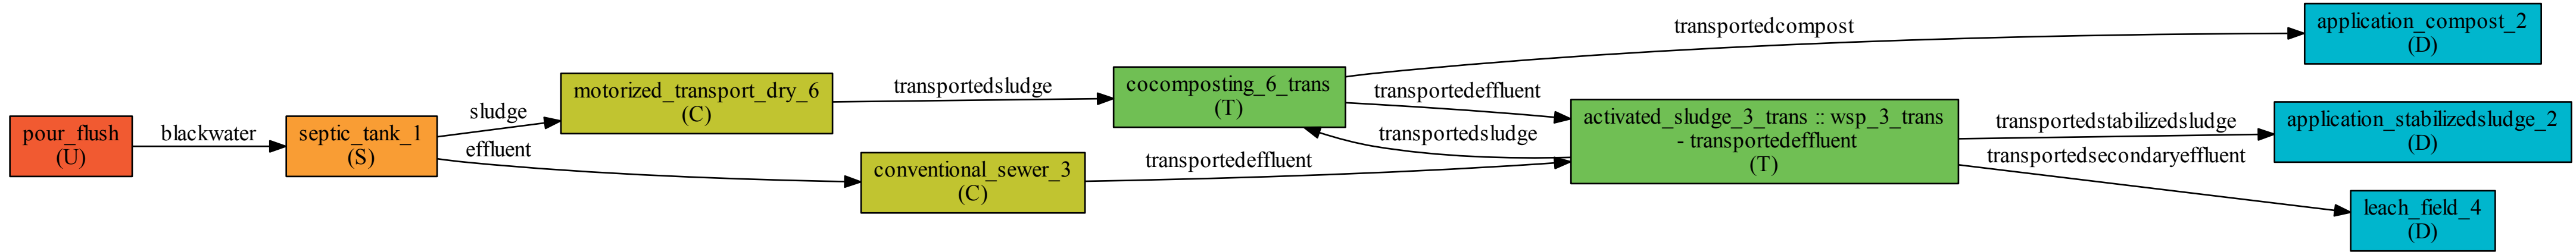 pour_flush
(U)
blackwater
septic_tank_1
(S)
sludge
effluent
motorized_transport_dry_6
(C)
conventional_sewer_3
(C)
transportedsludge
transportedeffluent
cocomposting_6_trans
(T)
transportedcompost
transportedeffluent
transportedsludge
activated_sludge_3_trans :: wsp_3_trans
- transportedeffluent
(T)
transportedstabilizedsludge
transportedsecondaryeffluent
application_compost_2
(D)
application_stabilizedsludge_2
(D)
leach_field_4
(D)